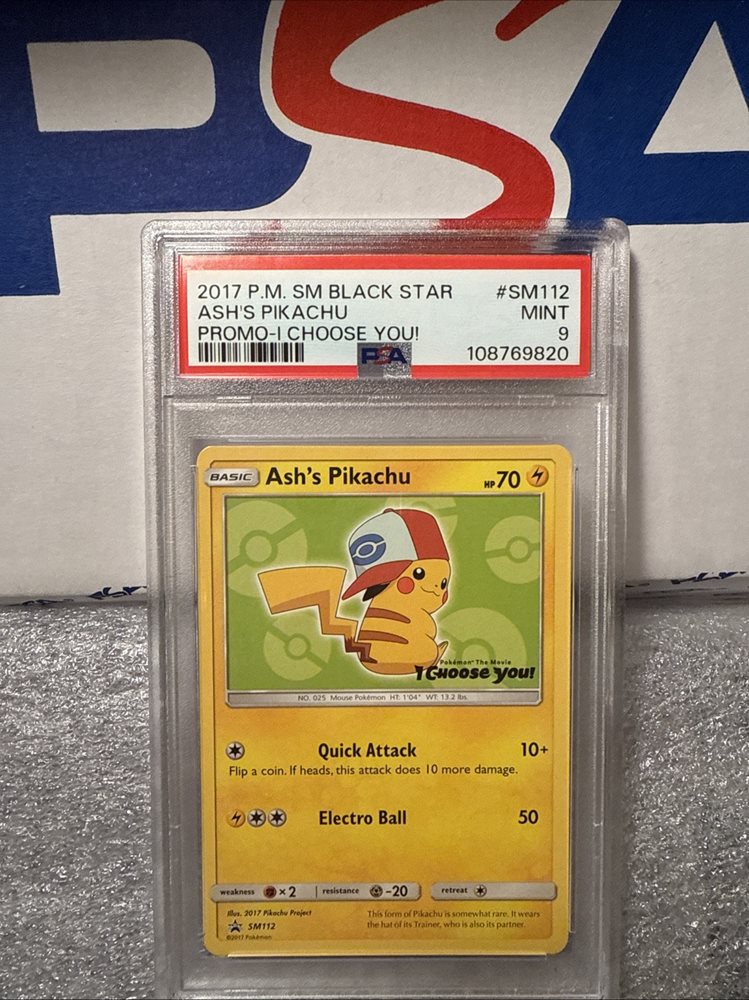 PSA
2017 P.M. SM BLACK STAR #SM112
ASH'S PIKACHU MINT
PROMO-I CHOOSE YOU! 9
PSA 108769820
BASIC Ash's Pikachu HP 70
Pokémon The Movie
I Choose You!
NO. 025 Mouse Pokémon HT: 1'04" WT: 13.2 lbs.
Quick Attack 10+
Flip a coin. If heads, this attack does 10 more damage.
Electro Ball 50
weakness ×2 resistance -20 retreat
Illus. 2017 Pikachu Project
SM112
©2017 Pokémon
This form of Pikachu is somewhat rare. It wears
the hat of its Trainer, who is also its partner.